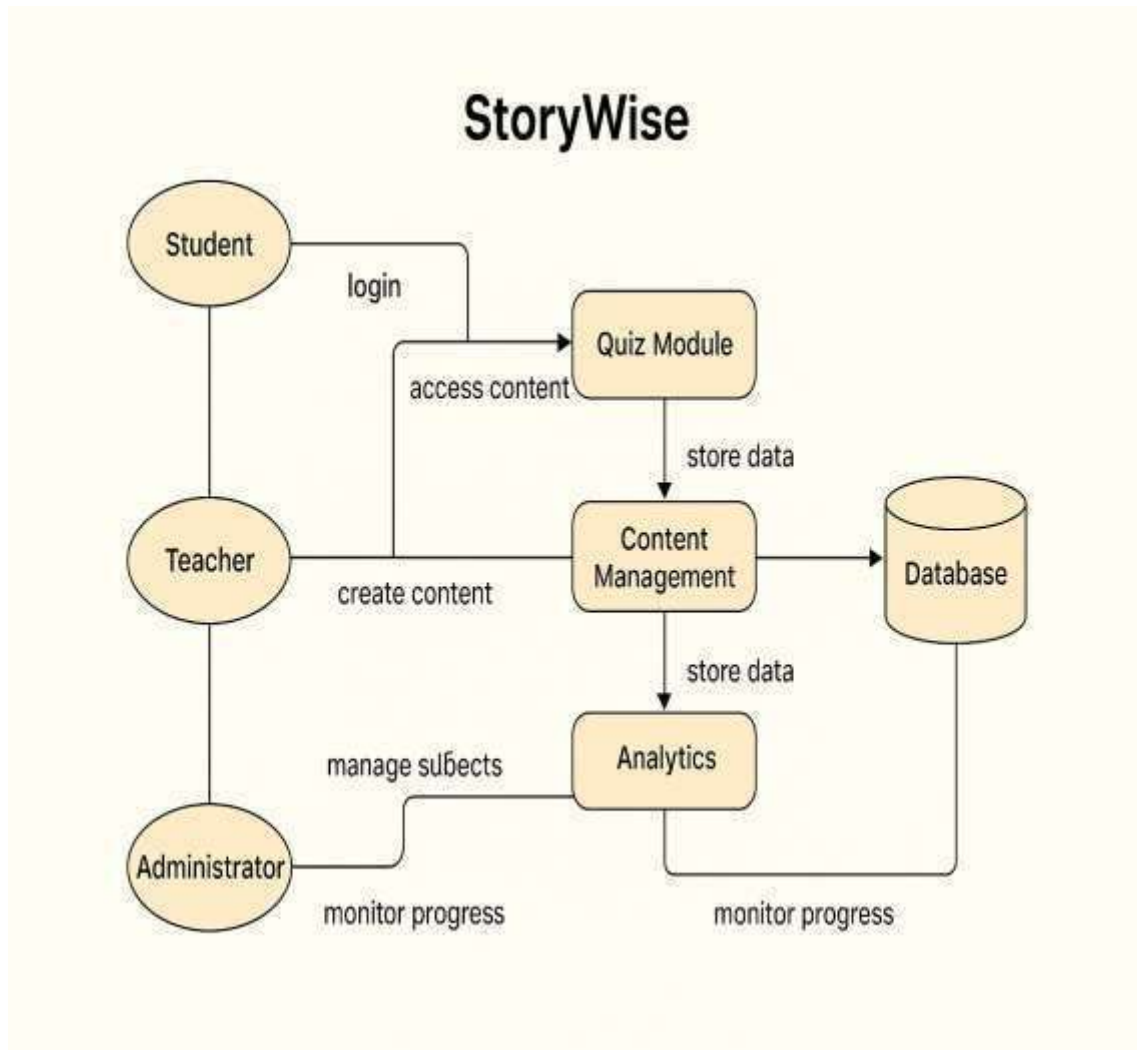 StoryWise
Student
login
Quiz Module
access content
store data
Content
Management
Teacher
create content
Database
store data
Analytics
manage suбects
Administrator
monitor progress
monitor progress